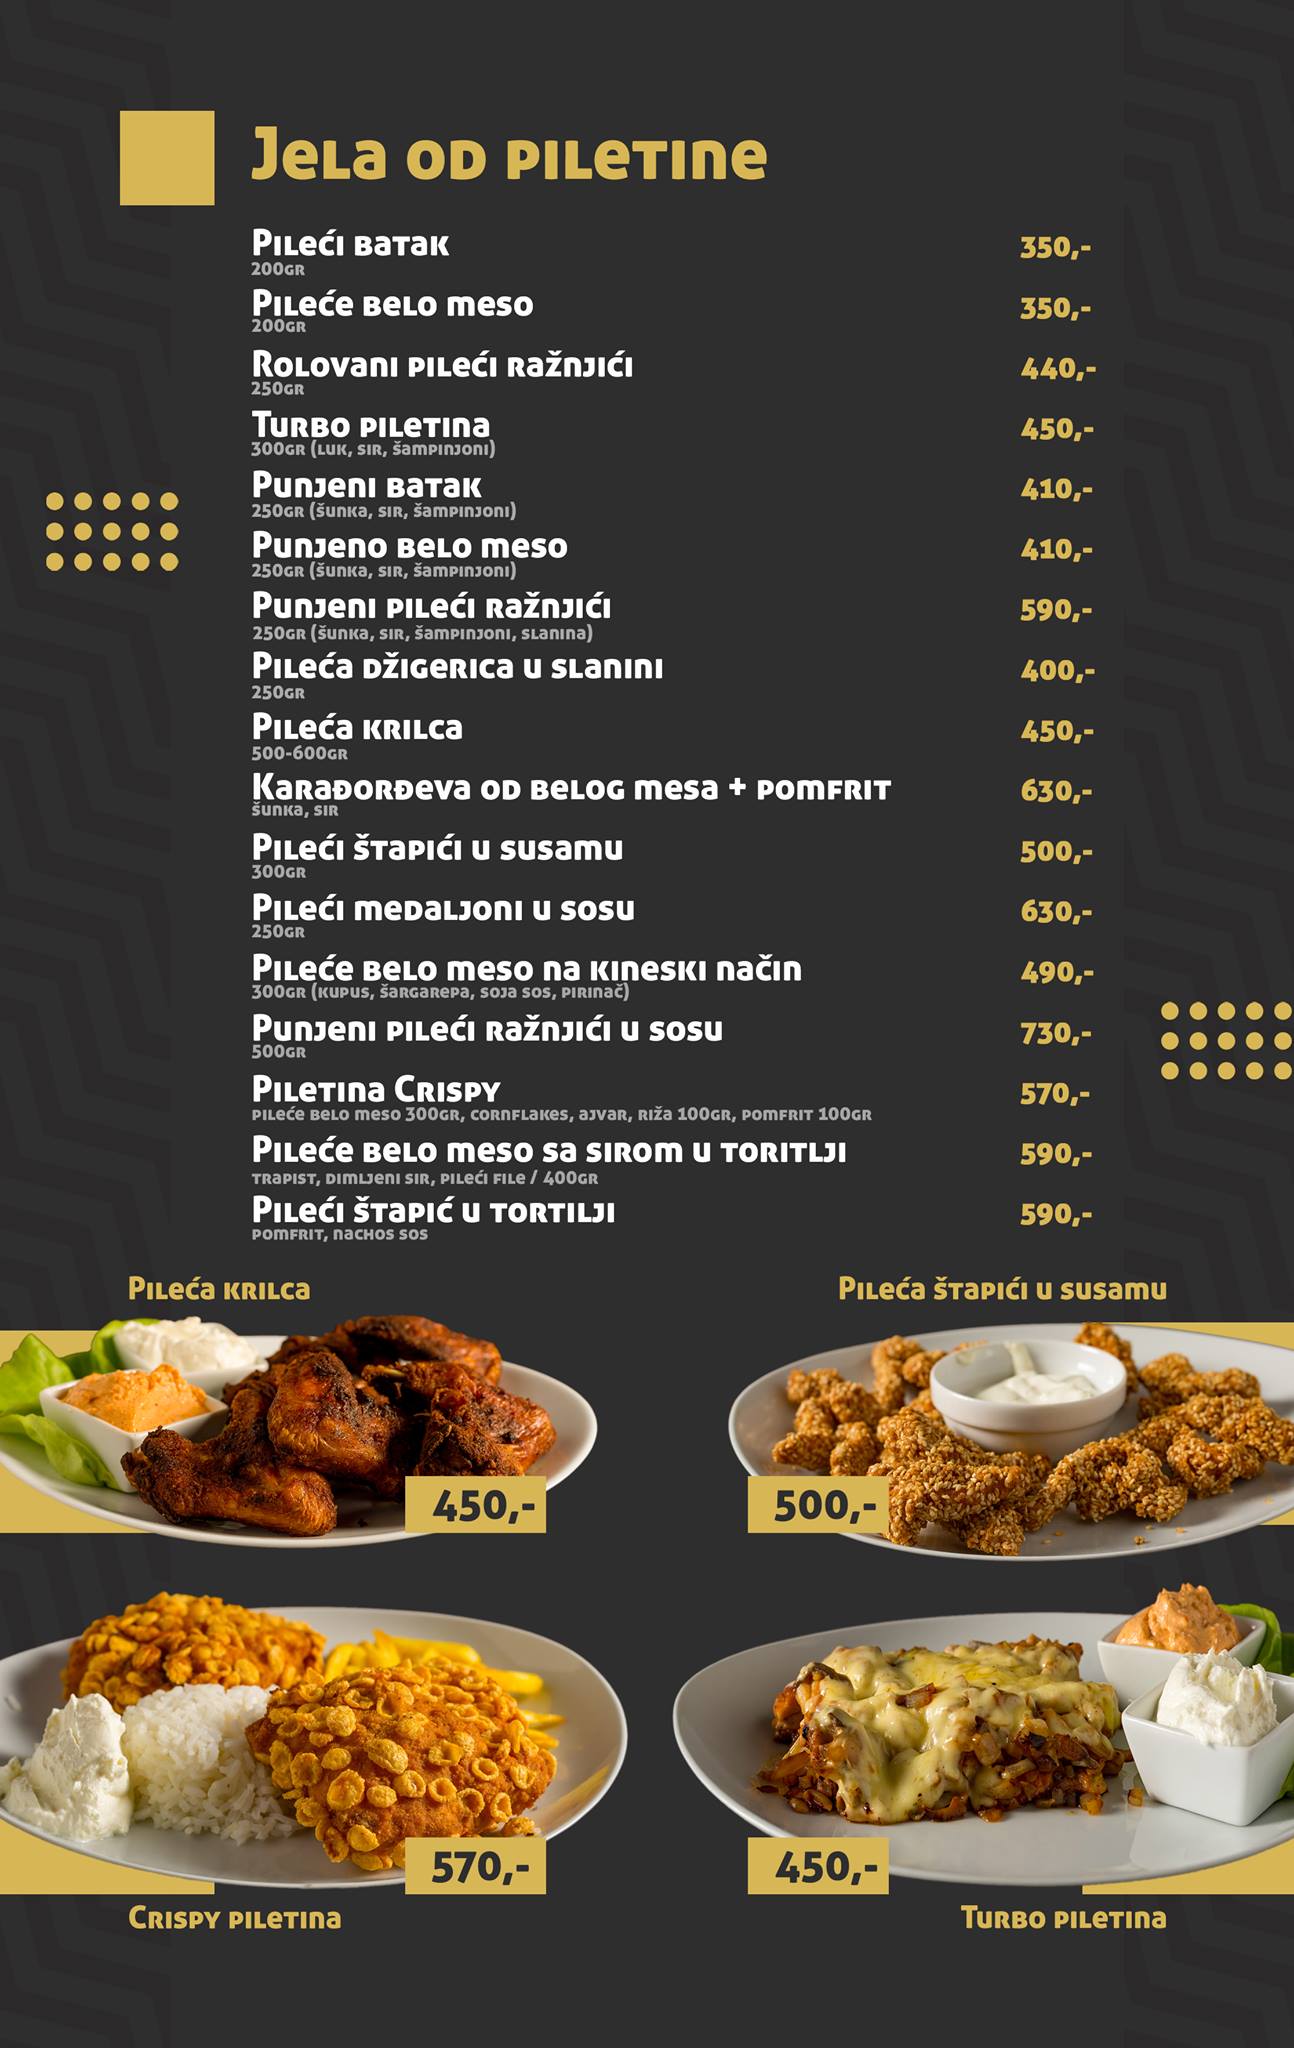 Jela od piletine
Pileći batak 350,-
200gr
Pileće belo meso 350,-
200gr
Rolovani pileći ražnjići 440,-
250gr
Turbo piletina 450,-
300gr (luk, sir, šampinjoni)
Punjeni batak 410,-
250gr (šunka, sir, šampinjoni)
Punjeno belo meso 410,-
250gr (šunka, sir, šampinjoni)
Punjeni pileći ražnjići 590,-
250gr (šunka, sir, šampinjoni, slanina)
Pileća džigerica u slanini 400,-
250gr
Pileća krilca 450,-
500-600gr
Karađorđeva od belog mesa + pomfrit 630,-
šunka, sir
Pileći štapići u susamu 500,-
300gr
Pileći medaljoni u sosu 630,-
250gr
Pileće belo meso na kineski način 490,-
300gr (kupus, šargarepa, soja sos, pirinač)
Punjeni pileći ražnjići u sosu 730,-
500gr
Piletina Crispy 570,-
pileće belo meso 300gr, cornflakes, ajvar, riža 100gr, pomfrit 100gr
Pileće belo meso sa sirom u toritlji 590,-
trapist, dimljeni sir, pileći file / 400gr
Pileći štapić u tortilji 590,-
pomfrit, nachos sos
Pileća krilca
Pileća štapići u susamu
450,-
500,-
570,-
450,-
Crispy piletina
Turbo piletina